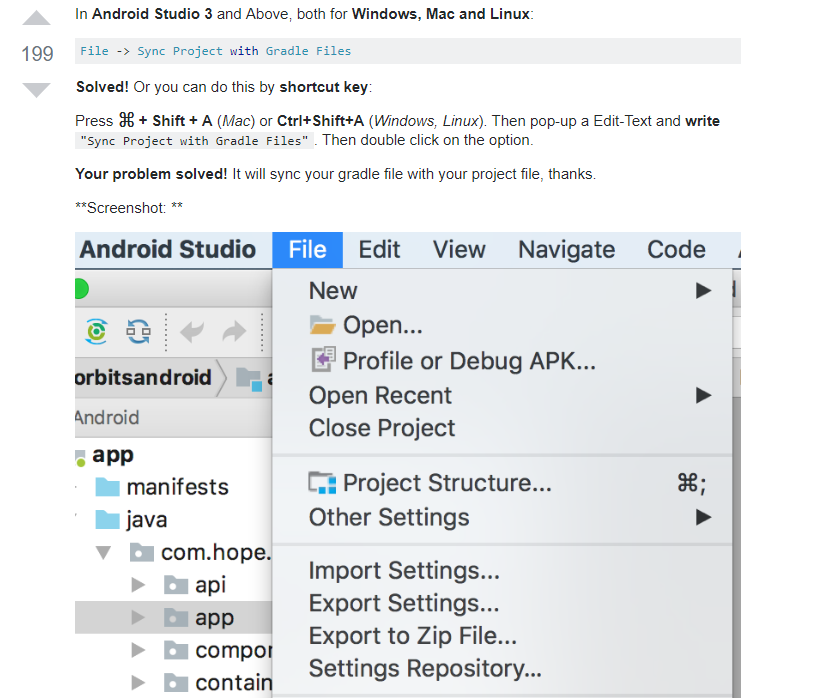 In Android Studio 3 and Above, both for Windows, Mac and Linux:
199
File -> Sync Project with Gradle Files
Solved! Or you can do this by shortcut key:
Press ⌘ + Shift + A (Mac) or Ctrl+Shift+A (Windows, Linux). Then pop-up a Edit-Text and write
"Sync Project with Gradle Files" . Then double click on the option.
Your problem solved! It will sync your gradle file with your project file, thanks.
**Screenshot: **
Android Studio File Edit View Navigate Code
New
Open...
Profile or Debug APK...
orbitsandroid
Open Recent
Android
Close Project
app
manifests
Project Structure... ⌘;
java
Other Settings
com.hope.
Import Settings...
api
Export Settings...
app
Export to Zip File...
compor
Settings Repository...
contain